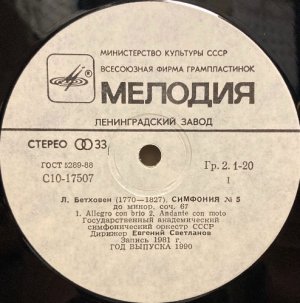 МИНИСТЕРСТВО КУЛЬТУРЫ СССР
ВСЕСОЮЗНАЯ ФИРМА ГРАМПЛАСТИНОК
МЕЛОДИЯ
ЛЕНИНГРАДСКИЙ ЗАВОД
СТЕРЕО 33
ГОСТ 5289-88
Гр. 2. 1-20
С10-17507
1
Л. Бетховен (1770—1827). СИМФОНИЯ № 5
до минор, соч. 67
1. Allegro con brio 2. Andante con moto
Государственный академический
симфонический оркестр СССР
Дирижер Евгений Светланов
Запись 1981 г.
ГОД ВЫПУСКА 1990